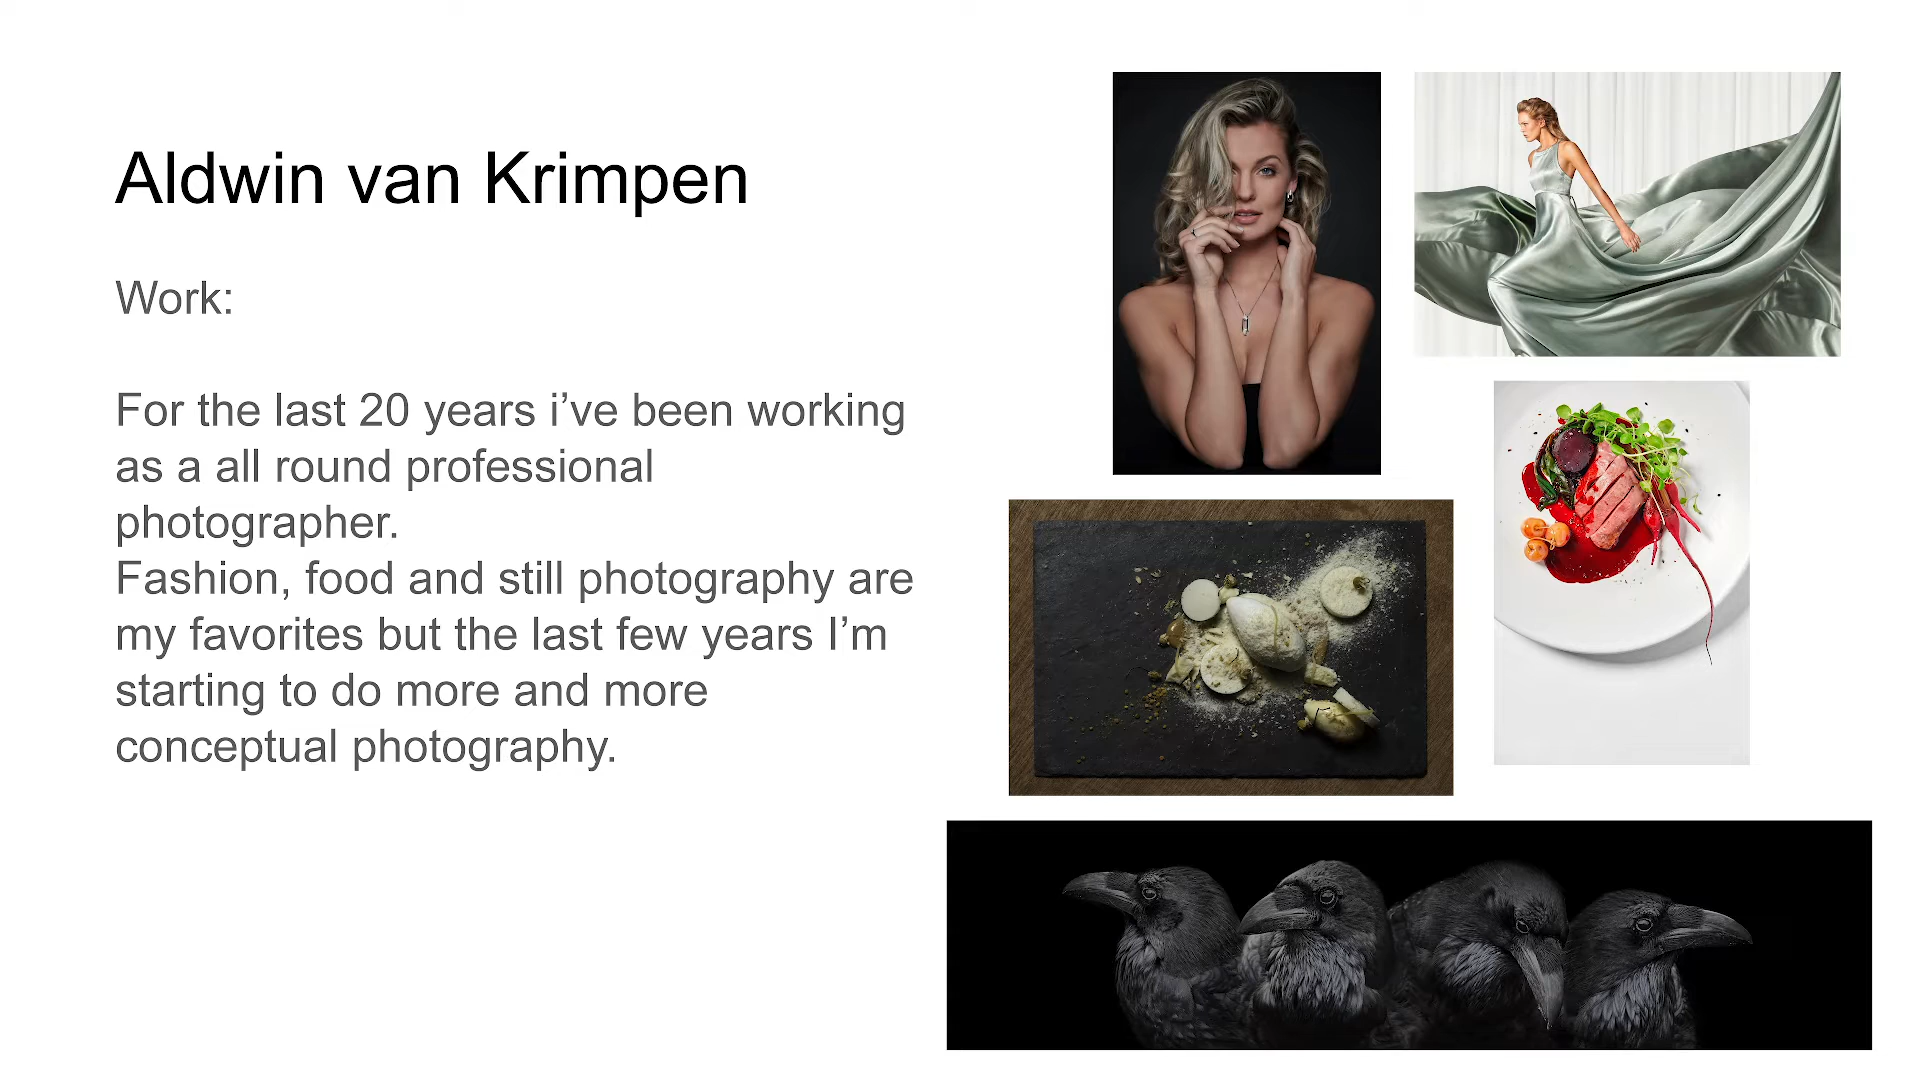 Aldwin van Krimpen
Work:
For the last 20 years i’ve been working
as a all round professional
photographer.
Fashion, food and still photography are
my favorites but the last few years I’m
starting to do more and more
conceptual photography.